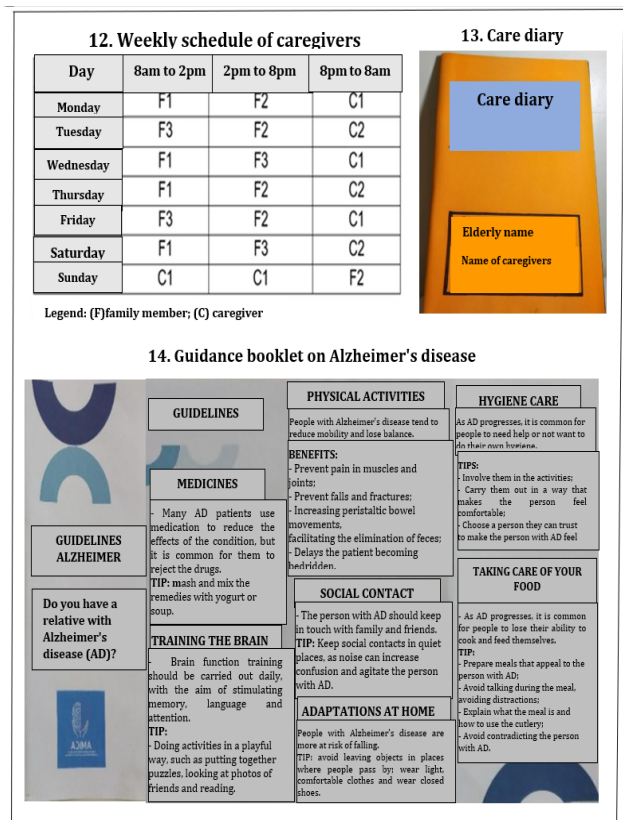 12. Weekly schedule of caregivers
Day 8am to 2pm 2pm to 8pm 8pm to 8am
Monday F1 F2 C1
Tuesday F3 F2 C2
Wednesday F1 F3 C1
Thursday F1 F2 C2
Friday F3 F2 C1
Saturday F1 F3 C2
Sunday C1 C1 F2
Legend: (F)family member; (C) caregiver
13. Care diary
Care diary
Elderly name
Name of caregivers
14. Guidance booklet on Alzheimer's disease
GUIDELINES
ALZHEIMER
Do you have a
relative with
Alzheimer's
disease (AD)?
AMICA
GUIDELINES
MEDICINES
- Many AD patients use
medication to reduce the
effects of the condition, but
it is common for them to
reject the drugs.
TIP: mash and mix the
remedies with yogurt or
soup.
TRAINING THE BRAIN
- Brain function training
should be carried out daily,
with the aim of stimulating
memory, language and
attention.
TIP:
- Doing activities in a playful
way, such as putting together
puzzles, looking at photos of
friends and reading.
PHYSICAL ACTIVITIES
People with Alzheimer's disease tend to
reduce mobility and lose balance.
BENEFITS:
- Prevent pain in muscles and
joints;
- Prevent falls and fractures;
- Increasing peristaltic bowel
movements,
facilitating the elimination of feces;
- Delays the patient becoming
bedridden.
SOCIAL CONTACT
- The person with AD should keep
in touch with family and friends.
TIP: Keep social contacts in quiet
places, as noise can increase
confusion and agitate the person
with AD.
ADAPTATIONS AT HOME
People with Alzheimer's disease are
more at risk of falling.
TIP: avoid leaving objects in places
where people pass by; wear light,
comfortable clothes and wear closed
shoes.
HYGIENE CARE
As AD progresses, it is common for
people to need help or not want to
do their own hygiene.
TIPS:
- Involve them in the activities;
- Carry them out in a way that
makes the person feel
comfortable;
- Choose a person they can trust
to make the person with AD feel
TAKING CARE OF YOUR
FOOD
- As AD progresses, it is common
for people to lose their ability to
cook and feed themselves.
TIP:
- Prepare meals that appeal to the
person with AD;
- Avoid talking during the meal,
avoiding distractions;
- Explain what the meal is and
how to use the cutlery;
- Avoid contradicting the person
with AD.